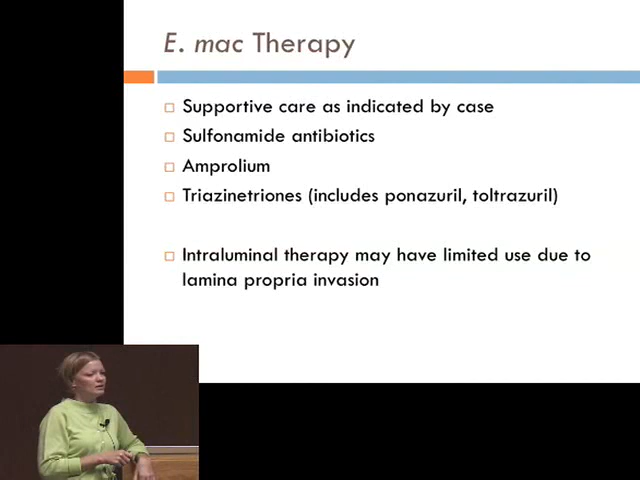 E. mac Therapy
Supportive care as indicated by case
Sulfonamide antibiotics
Amprolium
Triazinetriones (includes ponazuril, toltrazuril)
Intraluminal therapy may have limited use due to
lamina propria invasion